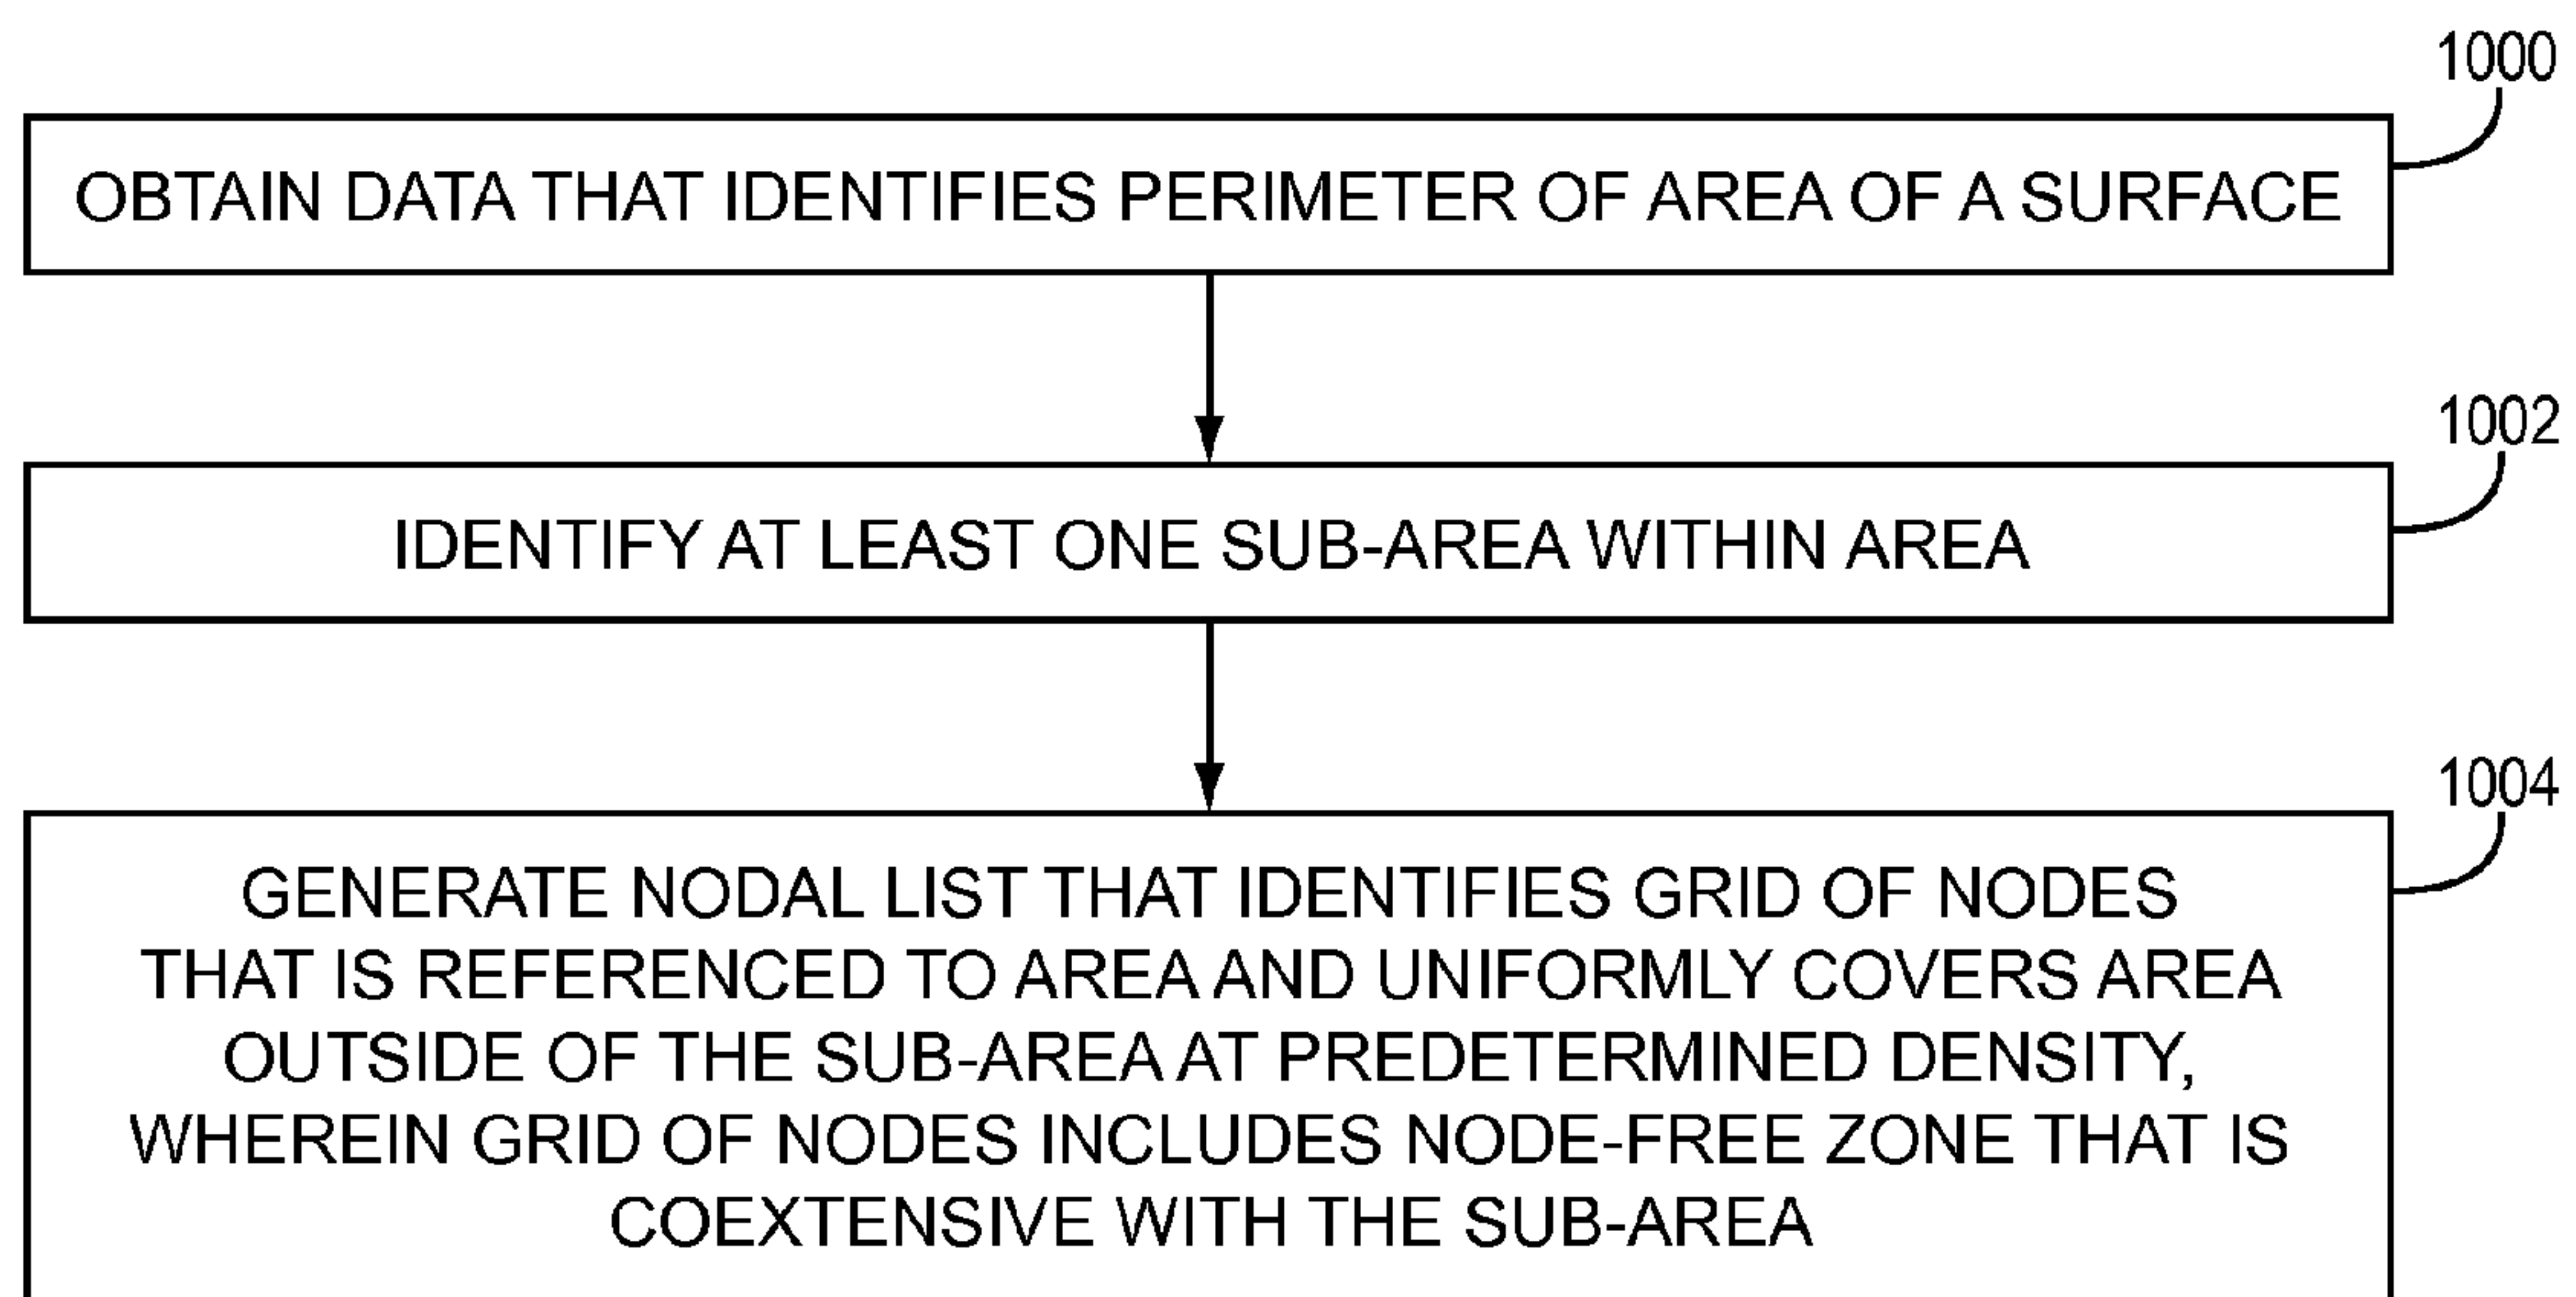 1000
OBTAIN DATA THAT IDENTIFIES PERIMETER OF AREA OF A SURFACE
1002
IDENTIFY AT LEAST ONE SUB-AREA WITHIN AREA
1004
GENERATE NODAL LIST THAT IDENTIFIES GRID OF NODES
THAT IS REFERENCED TO AREA AND UNIFORMLY COVERS AREA
OUTSIDE OF THE SUB-AREA AT PREDETERMINED DENSITY,
WHEREIN GRID OF NODES INCLUDES NODE-FREE ZONE THAT IS
COEXTENSIVE WITH THE SUB-AREA